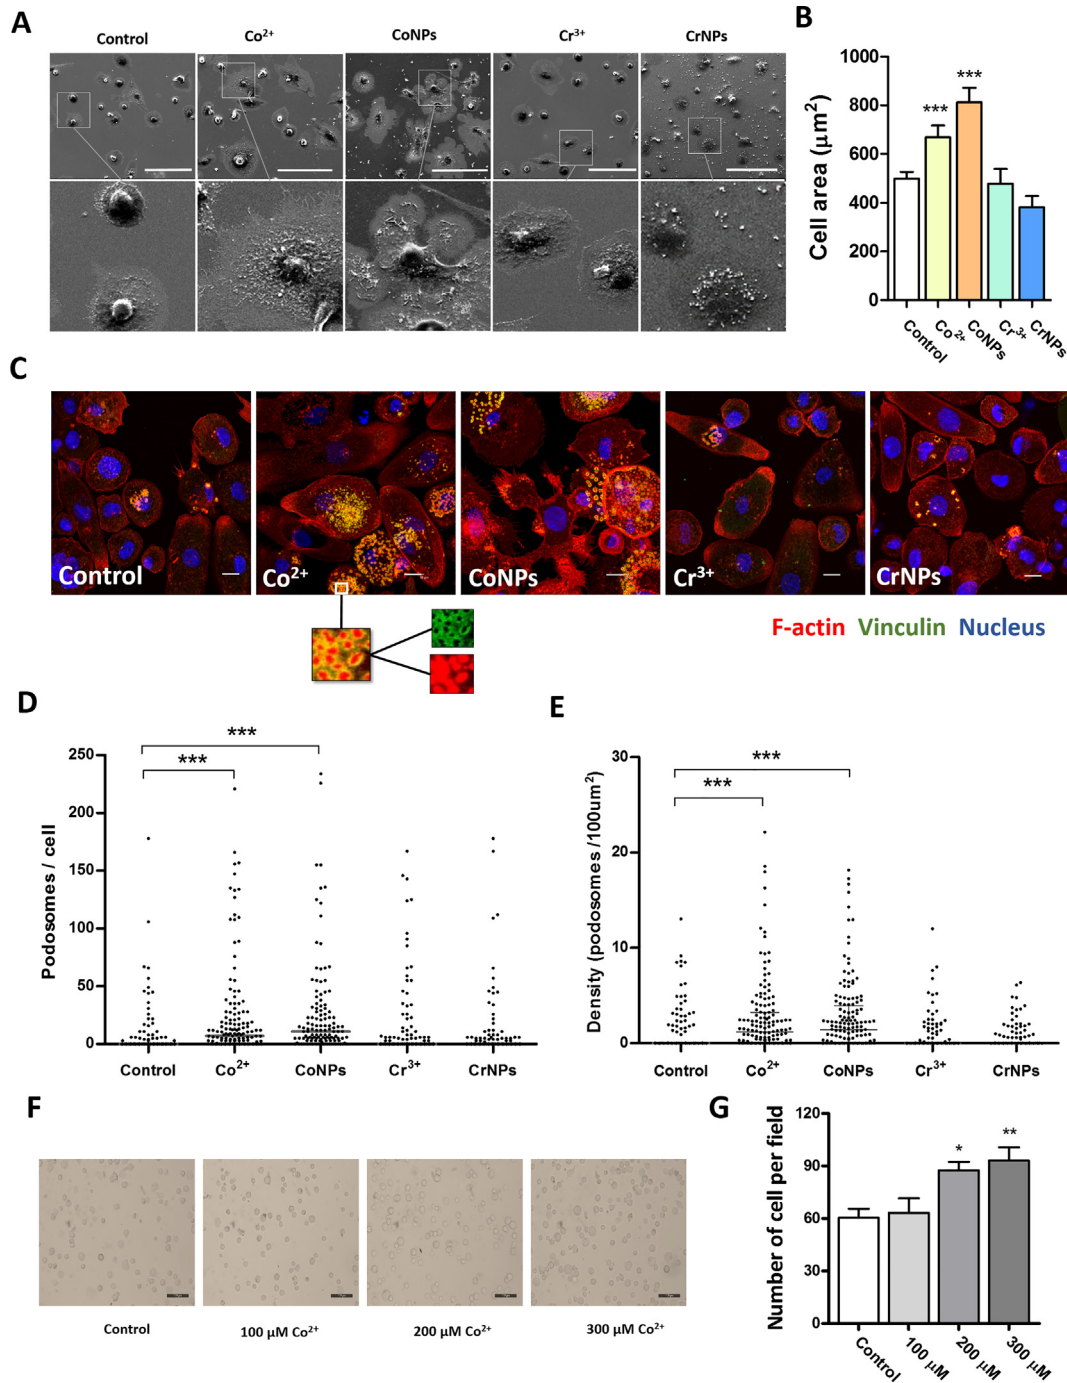 A
Control
Co2+
CoNPs
Cr3+
CrNPs
B
Cell area (μm2)
1000
800
600
400
200
0
***
***
Control
Co2+
CoNPs
Cr3+
CrNPs
C
Control
Co2+
CoNPs
Cr3+
CrNPs
F-actin Vinculin Nucleus
D
Podosomes / cell
250
200
150
100
50
0
***
***
Control
Co2+
CoNPs
Cr3+
CrNPs
E
Density (podosomes /100um2)
30
20
10
0
***
***
Control
Co2+
CoNPs
Cr3+
CrNPs
F
Control
100 μM Co2+
200 μM Co2+
300 μM Co2+
G
Number of cell per field
120
90
60
30
0
*
**
Control
100 μM
200 μM
300 μM